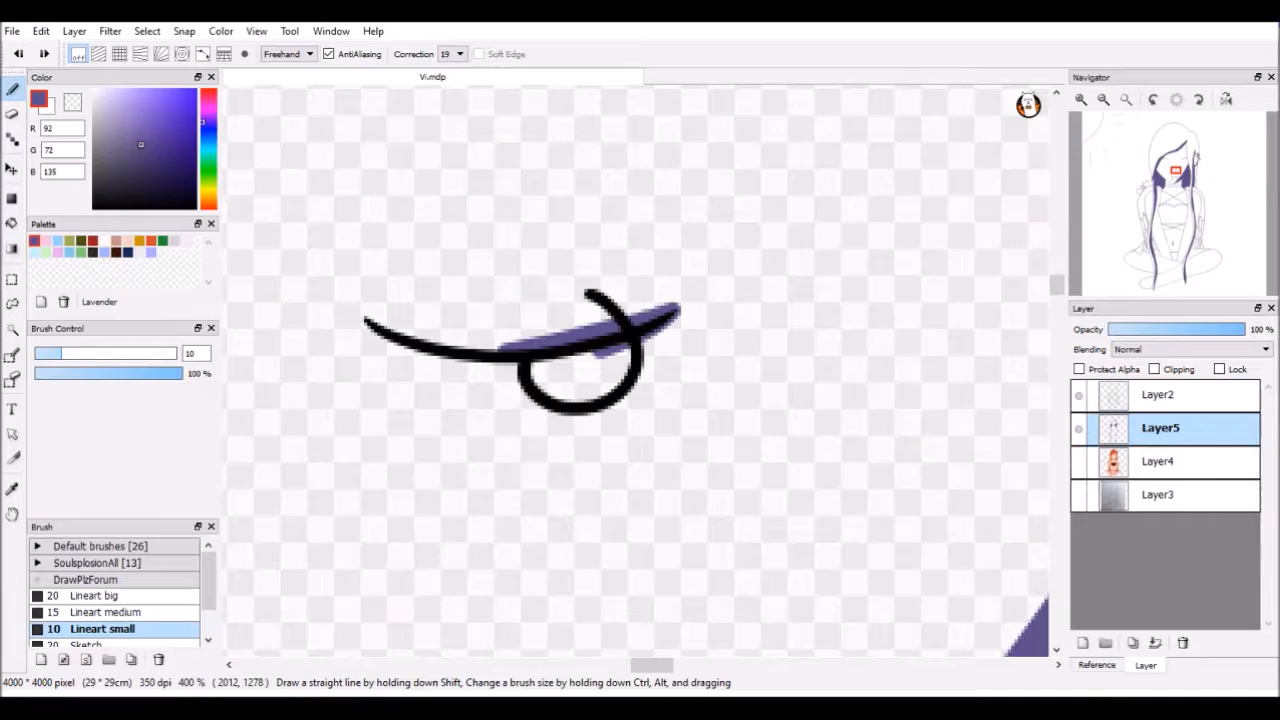 File Edit Layer Filter Select Snap Color View Tool Window Help
off Freehand AntiAliasing Correction 19 Soft Edge
Color
Vi.mdp
Navigator
R 92
G 72
B 135
Palette
Lavender
Brush Control
10
100 %
Layer
Opacity 100 %
Blending Normal
Protect Alpha Clipping Lock
Layer2
Layer5
Layer4
Layer3
Brush
Default brushes [26]
SoulsplosionAll [13]
DrawPlzForum
20 Lineart big
15 Lineart medium
10 Lineart small
20 Sketch
Reference Layer
4000 * 4000 pixel (29 * 29cm) 350 dpi 400 % ( 2012, 1278 ) Draw a straight line by holding down Shift, Change a brush size by holding down Ctrl, Alt, and dragging